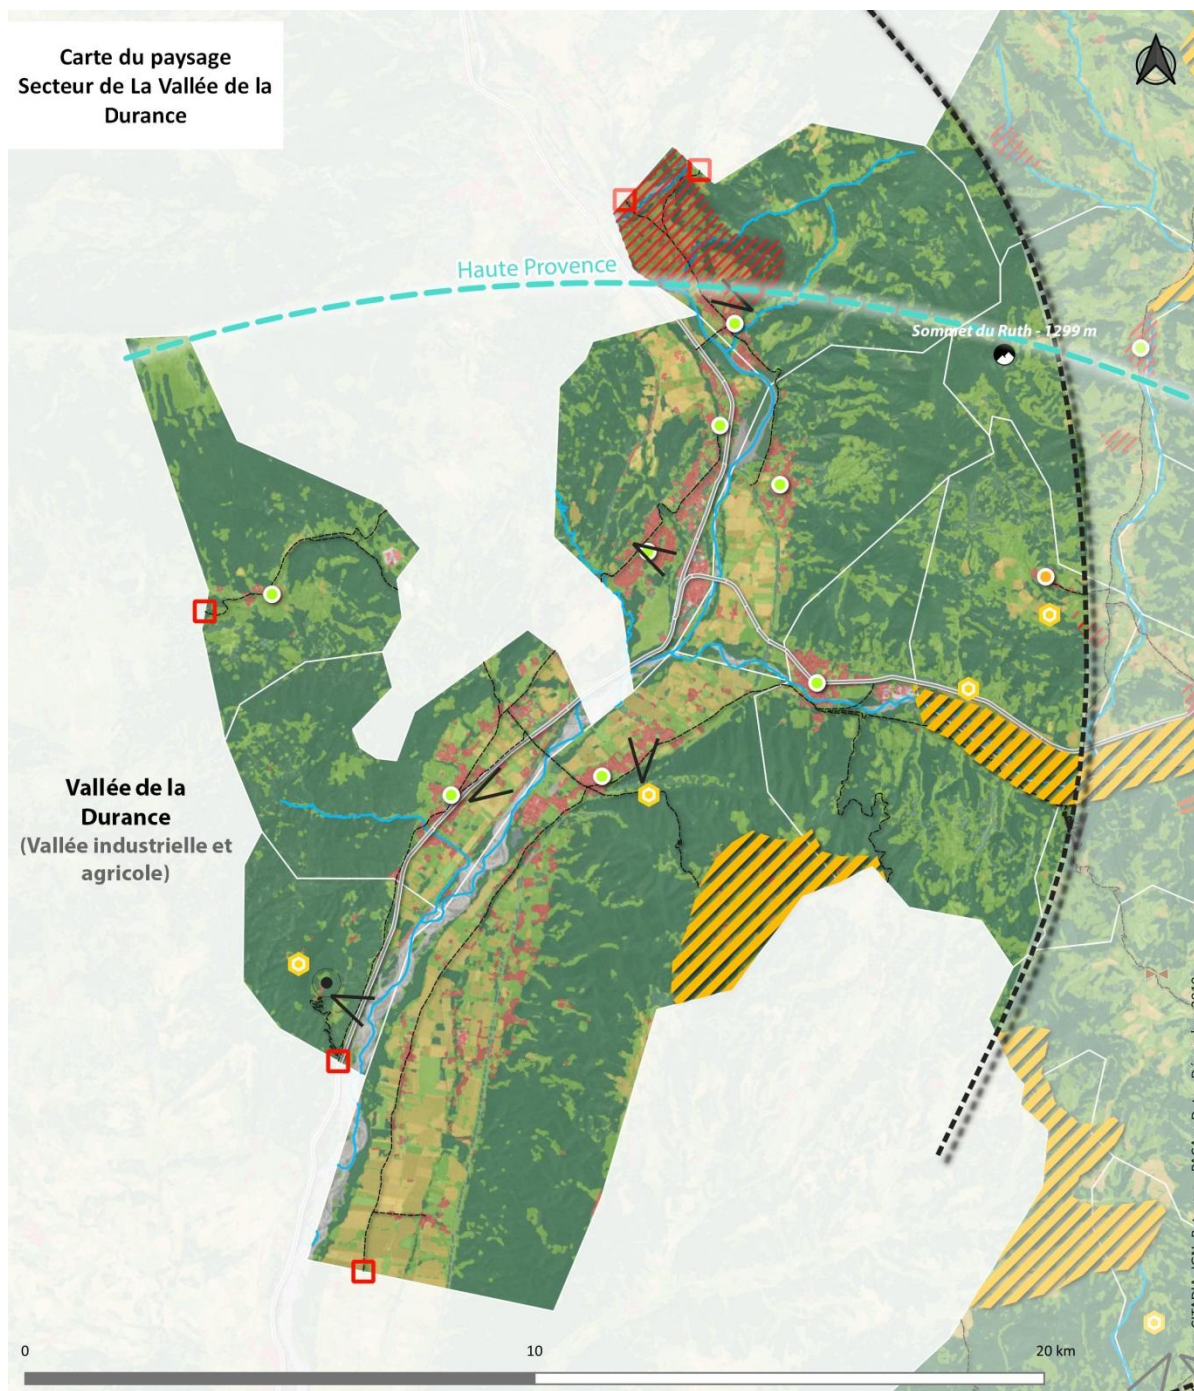 Carte du paysage
Secteur de La Vallée de la
Durance
Haute Provence
Sommet du Ruth - 1299 m
Vallée de la
Durance
(Vallée industrielle et
agricole)
0
10
20 km